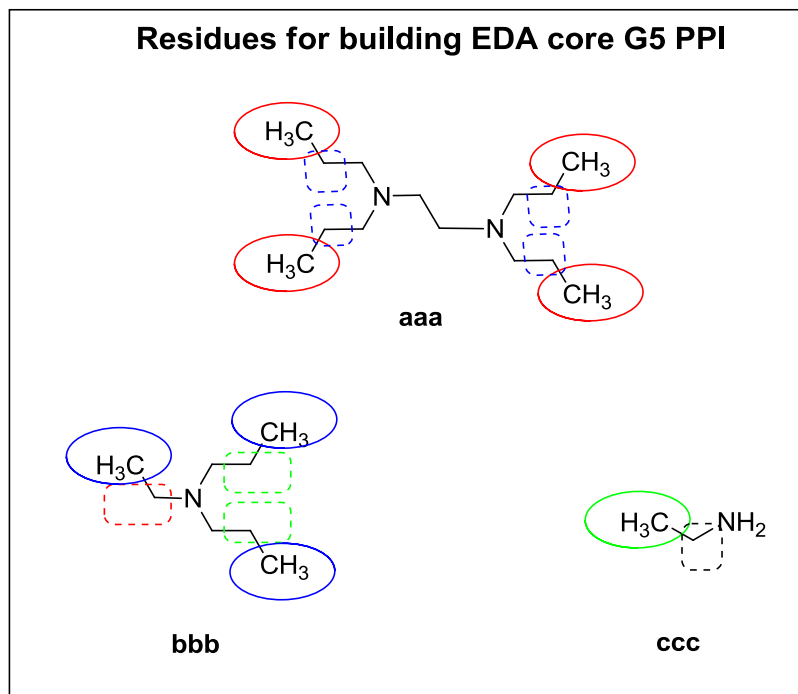 Residues for building EDA core G5 PPI
H₃C
CH₃
N
N
H₃C
CH₃
aaa
CH₃
H₃C
N
CH₃
H₃C
NH₂
bbb
ccc